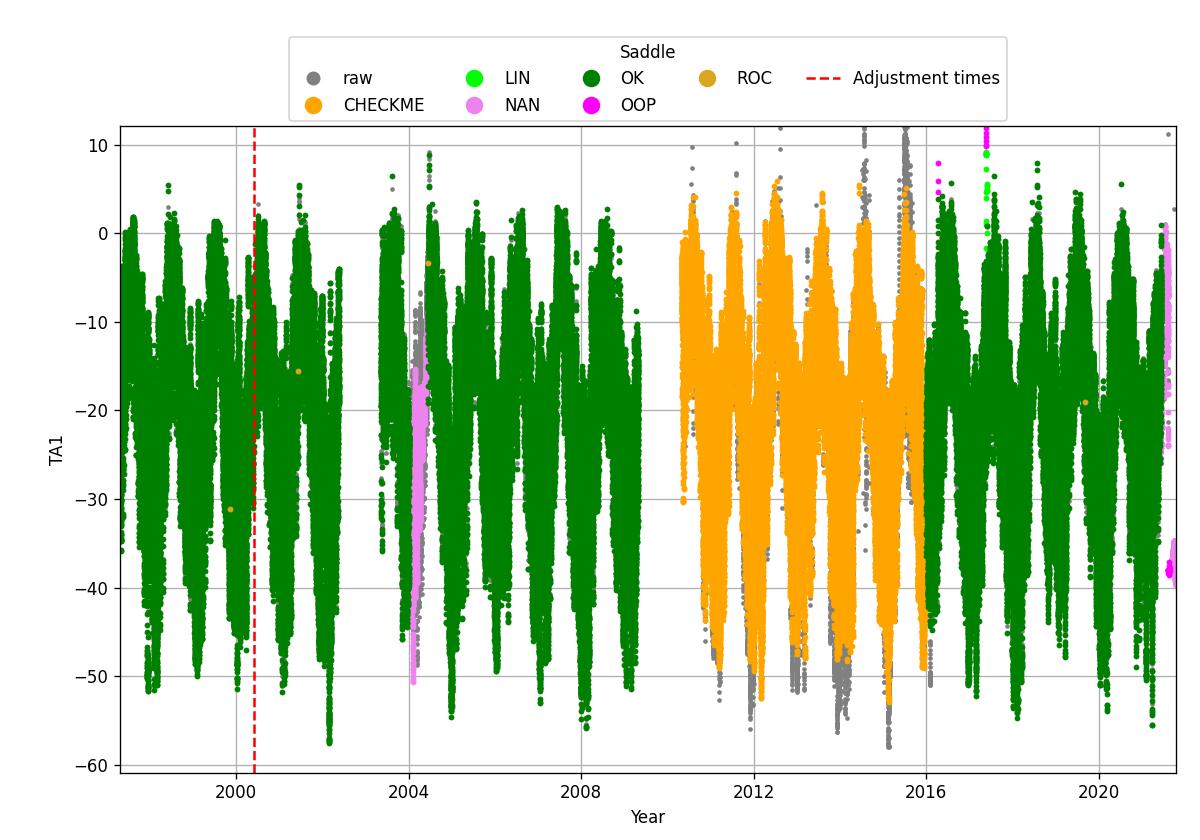 Saddle
raw LIN OK ROC Adjustment times
CHECKME NAN OOP
10
0
−10
−20
−30
−40
−50
−60
TA1
2000 2004 2008 2012 2016 2020
Year